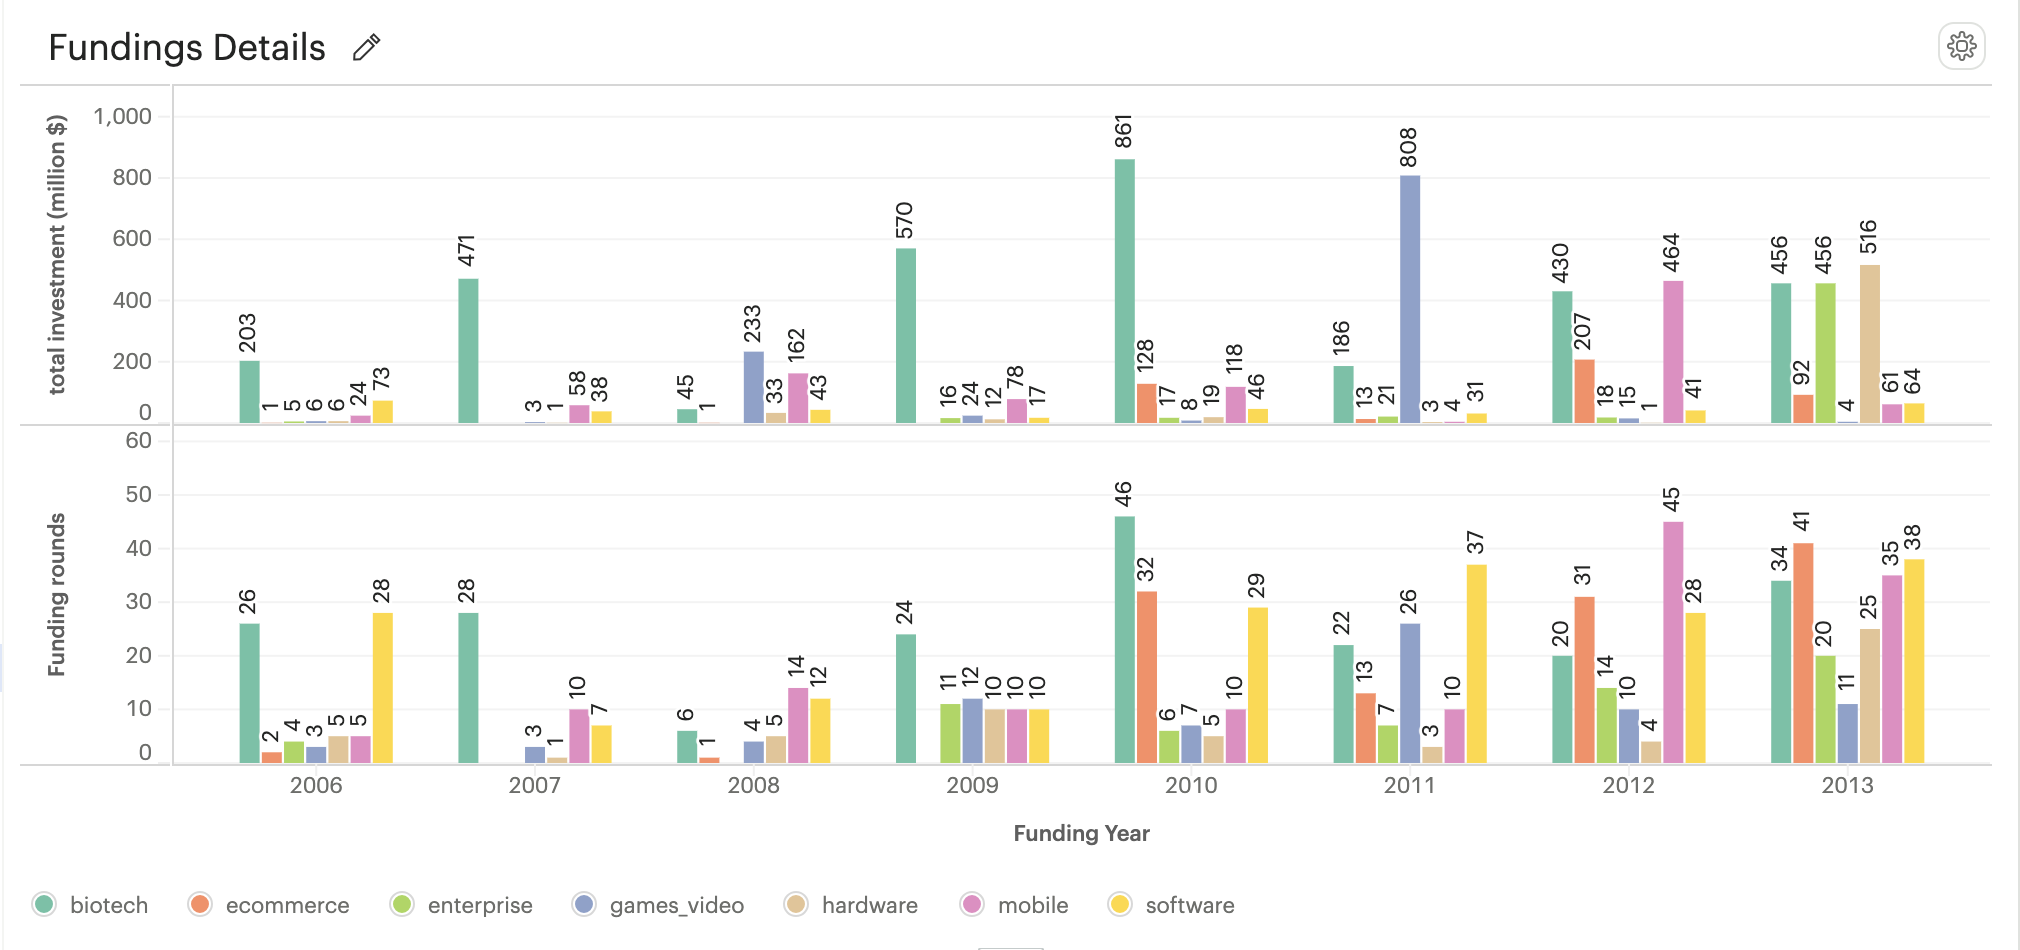 Fundings Details
total investment (million $)
1,000
800
600
400
200
0
203 1 5 6 6 24 73
471 3 1 58 38
45 1 233 33 162 43
570 16 24 12 78 17
861 128 17 8 19 118 46
186 13 21 808 3 4 31
430 207 18 15 1 464 41
456 92 456 4 516 61 64
Funding rounds
60
50
40
30
20
10
0
26 2 4 3 5 5 28
28 3 1 10 7
6 1 4 5 14 12
24 11 12 10 10 10
46 32 6 7 5 10 29
22 13 7 26 3 10 37
20 31 14 10 4 45 28
34 41 20 11 25 35 38
2006 2007 2008 2009 2010 2011 2012 2013
Funding Year
biotech ecommerce enterprise games_video hardware mobile software